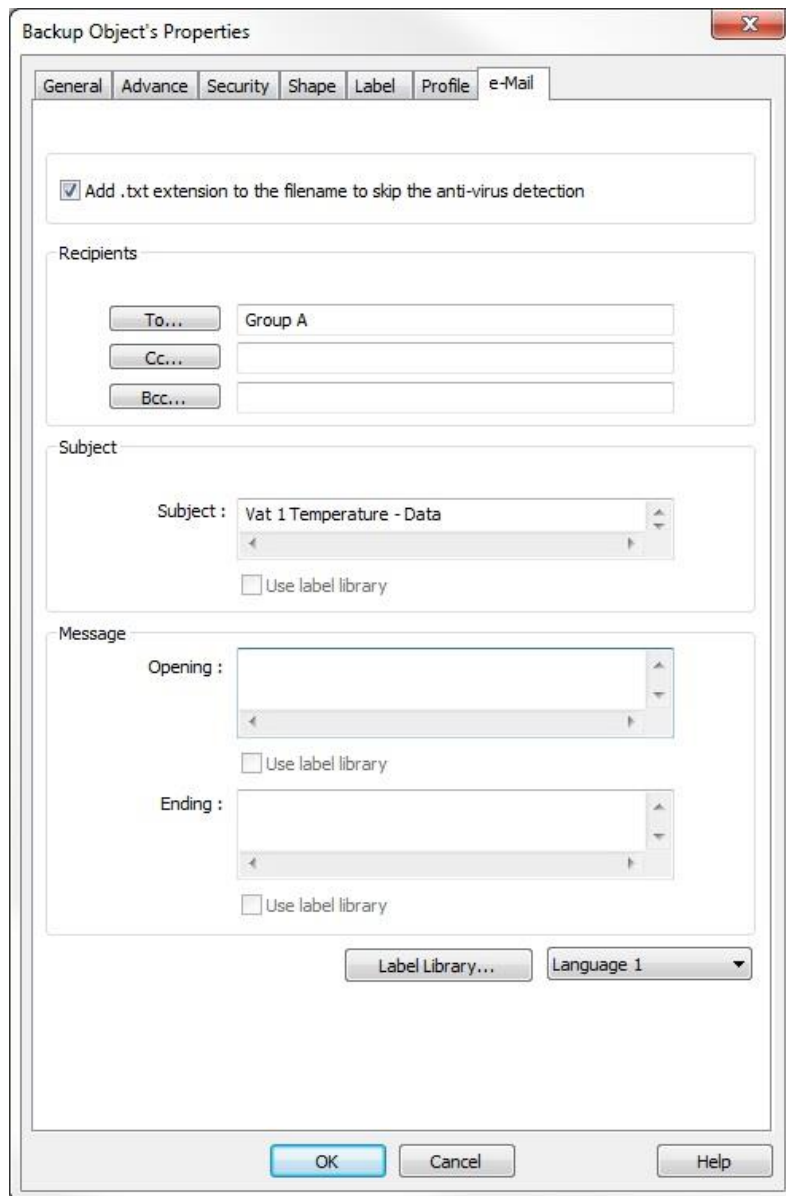 Backup Object's Properties
General Advance Security Shape Label Profile e-Mail
Add .txt extension to the filename to skip the anti-virus detection
Recipients
To... Group A
Cc...
Bcc...
Subject
Subject : Vat 1 Temperature - Data
Use label library
Message
Opening :
Use label library
Ending :
Use label library
Label Library... Language 1
OK Cancel Help